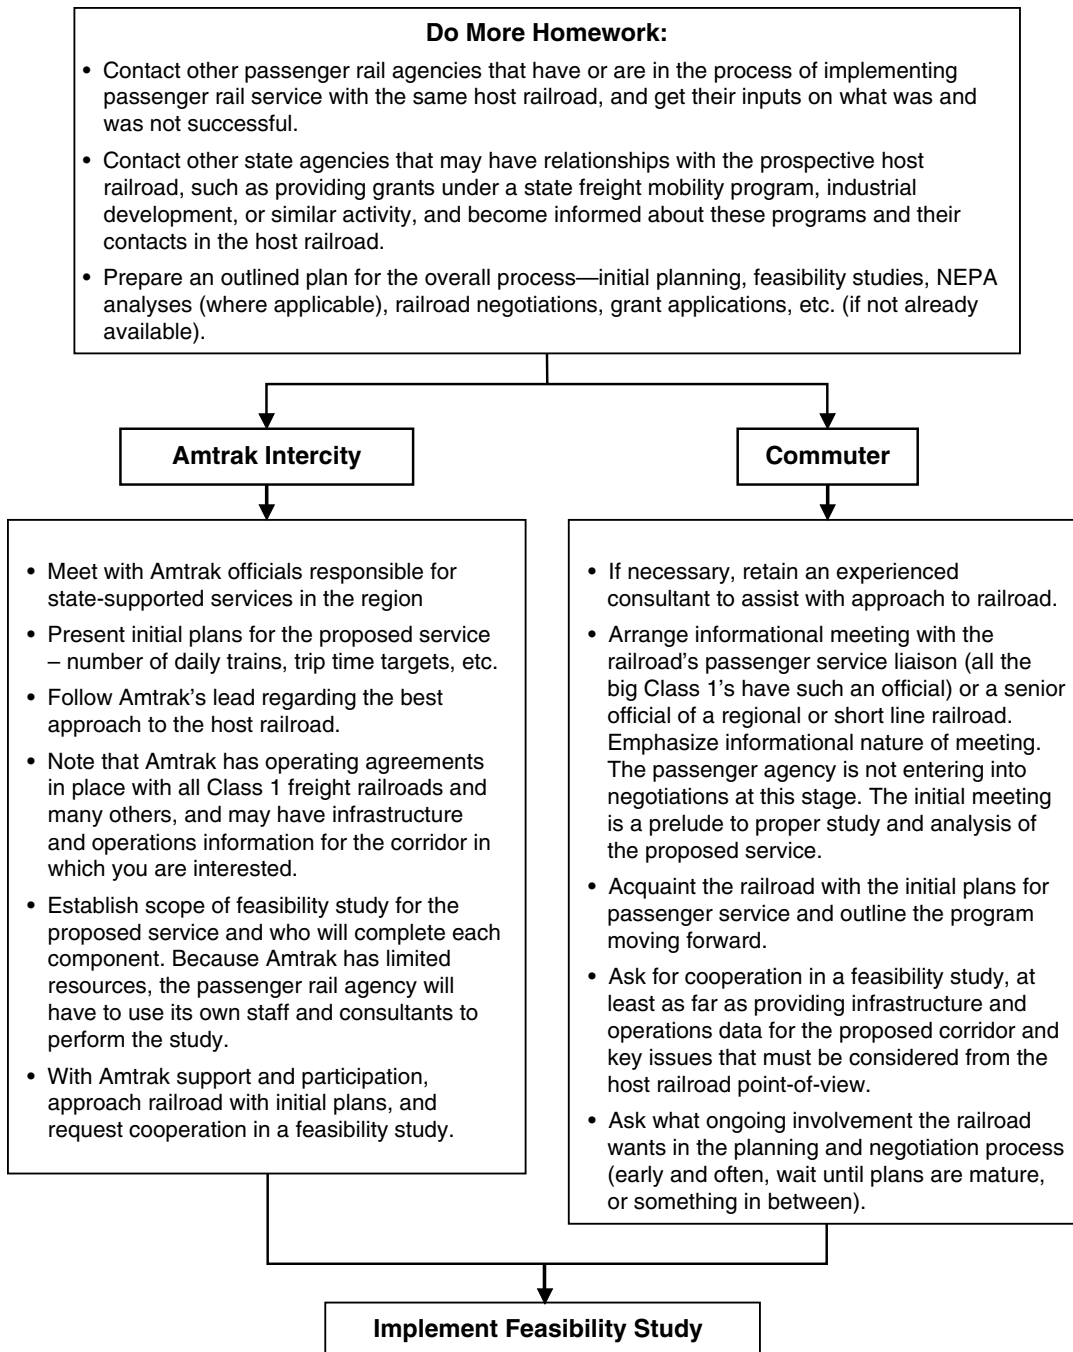 Do More Homework:
• Contact other passenger rail agencies that have or are in the process of implementing
passenger rail service with the same host railroad, and get their inputs on what was and
was not successful.
• Contact other state agencies that may have relationships with the prospective host
railroad, such as providing grants under a state freight mobility program, industrial
development, or similar activity, and become informed about these programs and their
contacts in the host railroad.
• Prepare an outlined plan for the overall process—initial planning, feasibility studies, NEPA
analyses (where applicable), railroad negotiations, grant applications, etc. (if not already
available).
Amtrak Intercity
• Meet with Amtrak officials responsible for
state-supported services in the region
• Present initial plans for the proposed service
– number of daily trains, trip time targets, etc.
• Follow Amtrak's lead regarding the best
approach to the host railroad.
• Note that Amtrak has operating agreements
in place with all Class 1 freight railroads and
many others, and may have infrastructure
and operations information for the corridor in
which you are interested.
• Establish scope of feasibility study for the
proposed service and who will complete each
component. Because Amtrak has limited
resources, the passenger rail agency will
have to use its own staff and consultants to
perform the study.
• With Amtrak support and participation,
approach railroad with initial plans, and
request cooperation in a feasibility study.
Commuter
• If necessary, retain an experienced
consultant to assist with approach to railroad.
• Arrange informational meeting with the
railroad's passenger service liaison (all the
big Class 1's have such an official) or a senior
official of a regional or short line railroad.
Emphasize informational nature of meeting.
The passenger agency is not entering into
negotiations at this stage. The initial meeting
is a prelude to proper study and analysis of
the proposed service.
• Acquaint the railroad with the initial plans for
passenger service and outline the program
moving forward.
• Ask for cooperation in a feasibility study, at
least as far as providing infrastructure and
operations data for the proposed corridor and
key issues that must be considered from the
host railroad point-of-view.
• Ask what ongoing involvement the railroad
wants in the planning and negotiation process
(early and often, wait until plans are mature,
or something in between).
Implement Feasibility Study